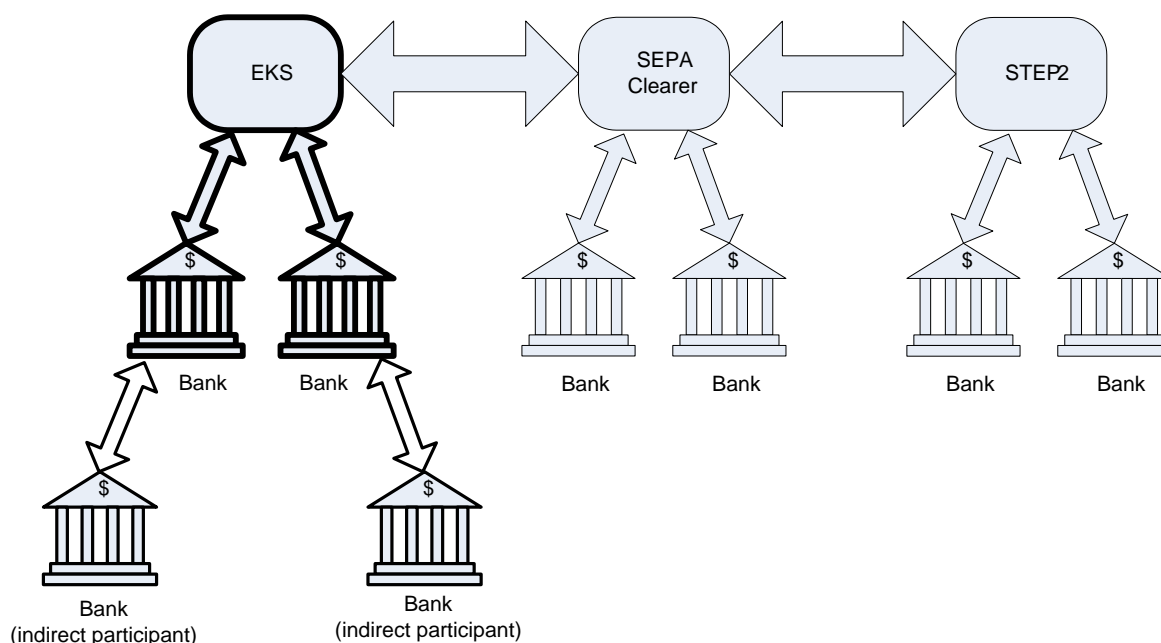 EKS
SEPA
Clearer
STEP2
$
$
$
$
$
$
Bank
Bank
Bank
Bank
Bank
Bank
$
$
Bank
(indirect participant)
Bank
(indirect participant)